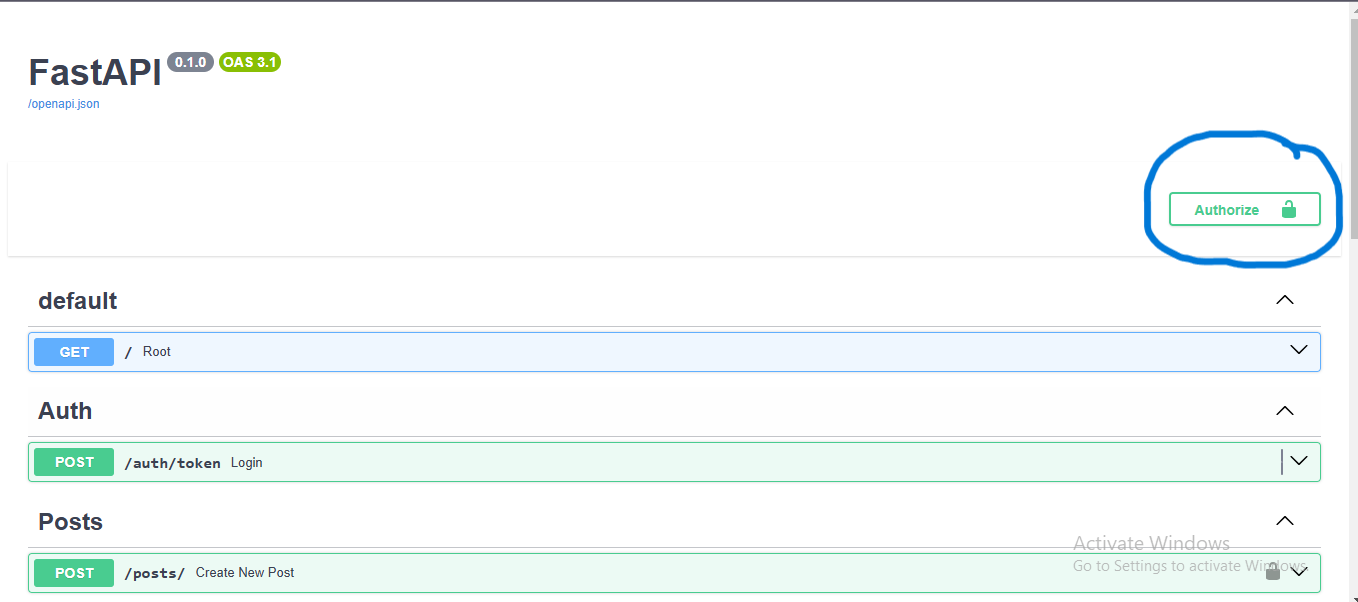 FastAPI 0.1.0 OAS 3.1
/openapi.json
Authorize
default
GET / Root
Auth
POST /auth/token Login
Posts
Activate Windows
Go to Settings to activate Windows.
POST /posts/ Create New Post